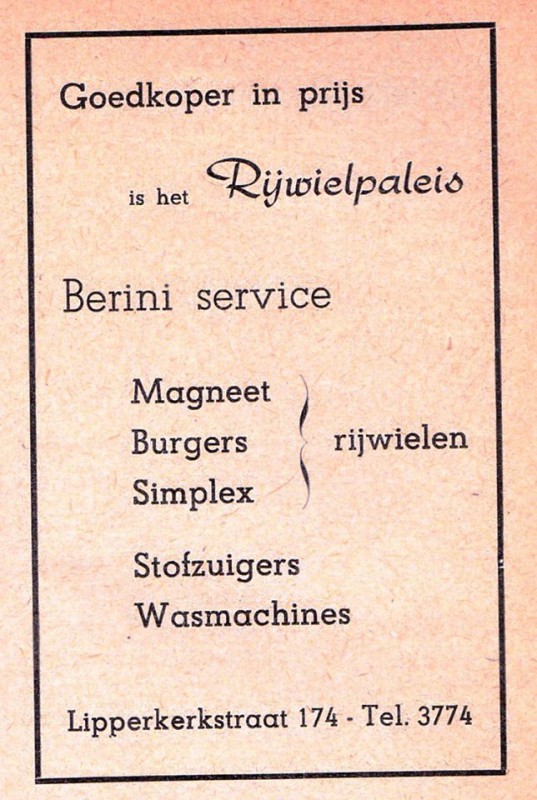 Goedkoper in prijs
is het Rijwielpaleis
Berini service
Magneet
Burgers
Simplex
rijwielen
Stofzuigers
Wasmachines
Lipperkerkstraat 174 - Tel. 3774